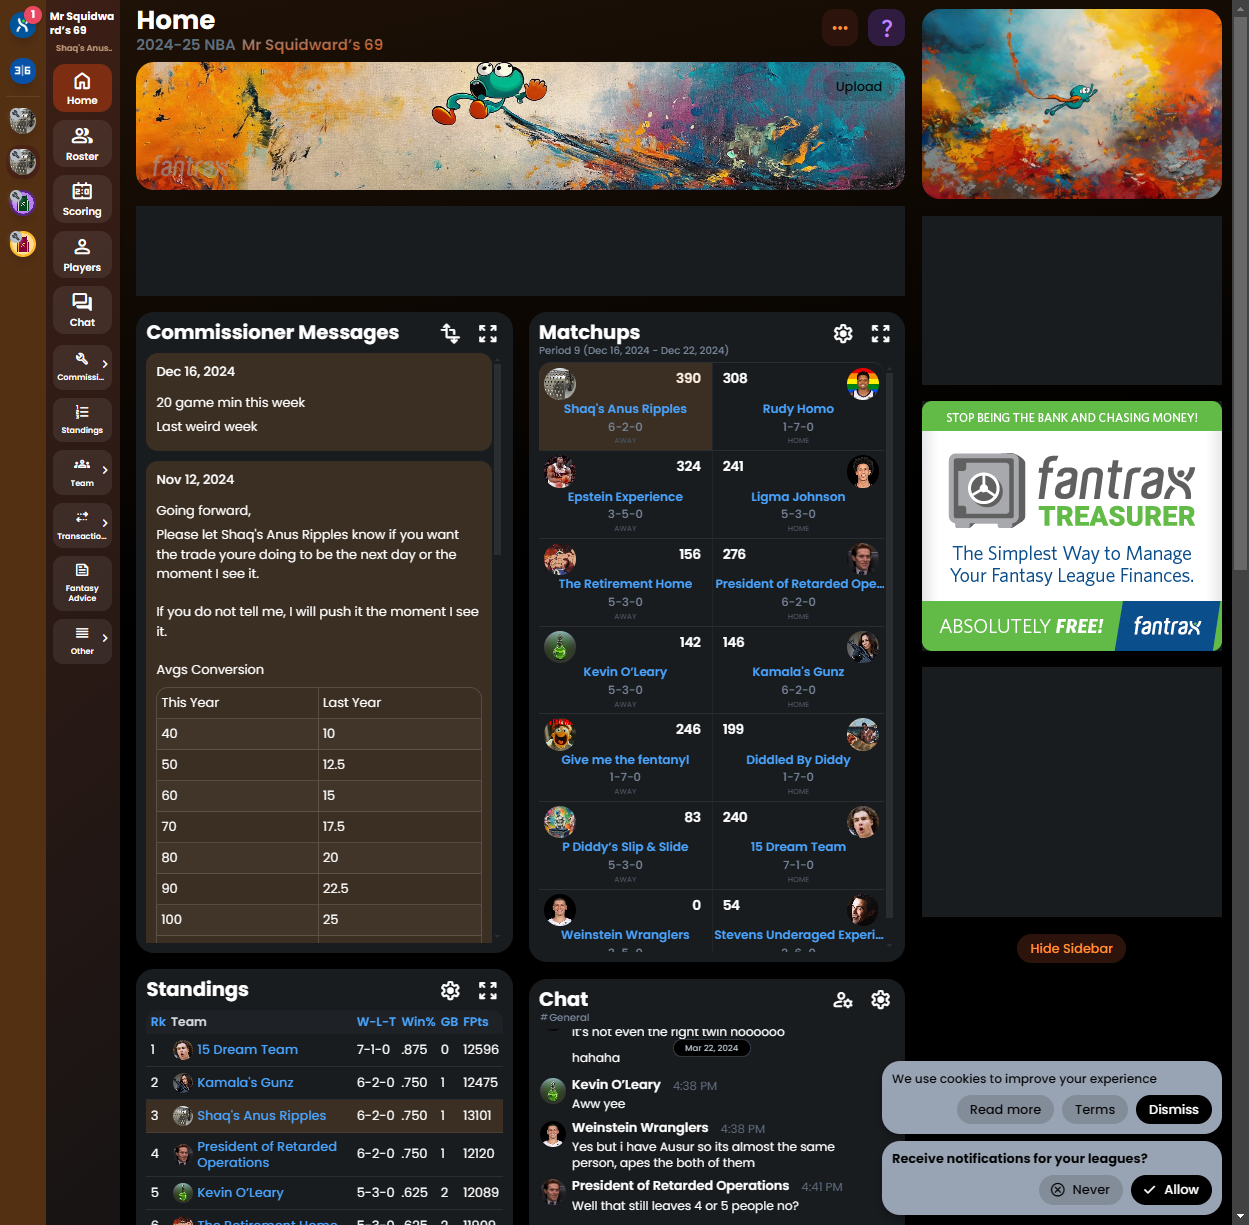 1
Mr Squidwa
rd's 69
Shaq's Anus..
3|6
Home
Roster
Scoring
Players
Chat
Commissi...
Standings
Team
Transactio...
Fantasy
Advice
Other
Home
2024-25 NBA Mr Squidward's 69
...
?
Upload
fantrax
Commissioner Messages
Dec 16, 2024
20 game min this week
Last weird week
Nov 12, 2024
Going forward,
Please let Shaq's Anus Ripples know if you want
the trade youre doing to be the next day or the
moment I see it.
If you do not tell me, I will push it the moment I see
it.
Avgs Conversion
This Year Last Year
40 10
50 12.5
60 15
70 17.5
80 20
90 22.5
100 25
Matchups
Period 9 (Dec 16, 2024 - Dec 22, 2024)
390 308
Shaq's Anus Ripples Rudy Homo
6-2-0 1-7-0
AWAY HOME
324 241
Epstein Experience Ligma Johnson
3-5-0 5-3-0
AWAY HOME
156 276
The Retirement Home President of Retarded Ope...
5-3-0 6-2-0
AWAY HOME
142 146
Kevin O'Leary Kamala's Gunz
5-3-0 6-2-0
AWAY HOME
246 199
Give me the fentanyl Diddled By Diddy
1-7-0 1-7-0
AWAY HOME
83 240
P Diddy's Slip & Slide 15 Dream Team
5-3-0 7-1-0
AWAY HOME
0 54
Weinstein Wranglers Stevens Underaged Experi...
Standings
Rk Team W-L-T Win% GB FPts
1 15 Dream Team 7-1-0 .875 0 12596
2 Kamala's Gunz 6-2-0 .750 1 12475
3 Shaq's Anus Ripples 6-2-0 .750 1 13101
4 President of Retarded
Operations 6-2-0 .750 1 12120
5 Kevin O'Leary 5-3-0 .625 2 12089
6 The Retirement Home 5-3-0 .625 2 11909
Chat
#General
It's not even the right twin noooooo
Mar 22, 2024
hahaha
Kevin O'Leary 4:38 PM
Aww yee
Weinstein Wranglers 4:38 PM
Yes but i have Ausur so its almost the same
person, apes the both of them
President of Retarded Operations 4:41 PM
Well that still leaves 4 or 5 people no?
STOP BEING THE BANK AND CHASING MONEY!
fantrax
TREASURER
The Simplest Way to Manage
Your Fantasy League Finances.
ABSOLUTELY FREE! fantrax
Hide Sidebar
We use cookies to improve your experience
Read more Terms Dismiss
Receive notifications for your leagues?
Never Allow